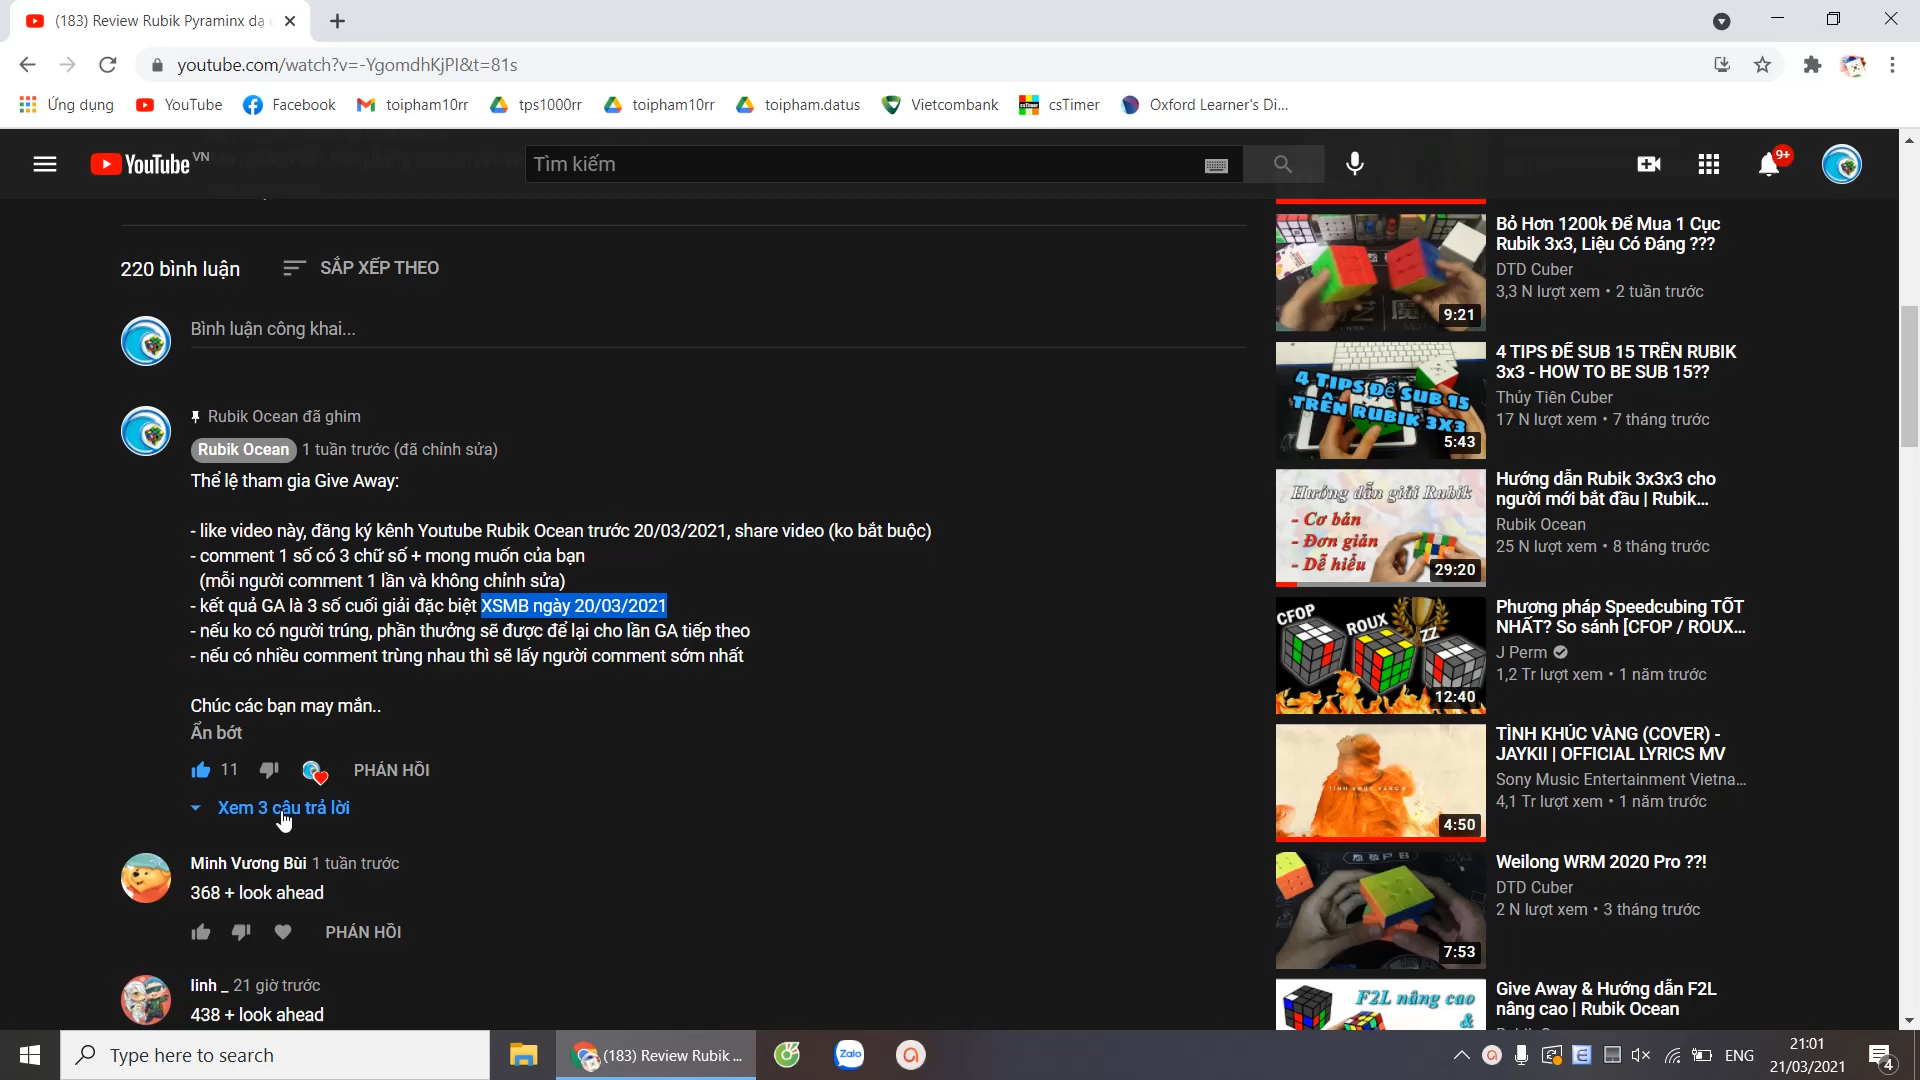 (183) Review Rubik Pyraminx dạ
youtube.com/watch?v=-YgomdhKjPI&t=81s
Ứng dụng
YouTube
Facebook
toipham10rr
tps1000rr
toipham10rr
toipham.datus
Vietcombank
csTimer
Oxford Learner's Di...
YouTube VN
Tìm kiếm
9+
220 bình luận
SẮP XẾP THEO
Bình luận công khai...
Rubik Ocean đã ghim
Rubik Ocean 1 tuần trước (đã chỉnh sửa)
Thể lệ tham gia Give Away:
- like video này, đăng ký kênh Youtube Rubik Ocean trước 20/03/2021, share video (ko bắt buộc)
- comment 1 số có 3 chữ số + mong muốn của bạn
(mỗi người comment 1 lần và không chỉnh sửa)
- kết quả GA là 3 số cuối giải đặc biệt XSMB ngày 20/03/2021
- nếu ko có người trúng, phần thưởng sẽ được để lại cho lần GA tiếp theo
- nếu có nhiều comment trùng nhau thì sẽ lấy người comment sớm nhất
Chúc các bạn may mắn..
Ẩn bớt
11
PHẢN HỒI
Xem 3 câu trả lời
Minh Vương Bùi 1 tuần trước
368 + look ahead
PHẢN HỒI
linh _ 21 giờ trước
438 + look ahead
9:21
Bỏ Hơn 1200k Để Mua 1 Cục
Rubik 3x3, Liệu Có Đáng ???
DTD Cuber
3,3 N lượt xem • 2 tuần trước
4 TIPS Để SUB 15
TRÊN RUBIK 3X3
5:43
4 TIPS ĐỂ SUB 15 TRÊN RUBIK
3x3 - HOW TO BE SUB 15??
Thủy Tiên Cuber
17 N lượt xem • 7 tháng trước
Hướng dẫn giải Rubik
- Cơ bản
- Đơn giản
- Dễ hiểu
29:20
Hướng dẫn Rubik 3x3x3 cho
người mới bắt đầu | Rubik...
Rubik Ocean
25 N lượt xem • 8 tháng trước
CFOP
ROUX
ZZ
12:40
Phương pháp Speedcubing TỐT
NHẤT? So sánh [CFOP / ROUX...
J Perm
1,2 Tr lượt xem • 1 năm trước
TÌNH KHÚC VÀNG
4:50
TÌNH KHÚC VÀNG (COVER) -
JAYKII | OFFICIAL LYRICS MV
Sony Music Entertainment Vietna...
4,1 Tr lượt xem • 1 năm trước
7:53
Weilong WRM 2020 Pro ??!
DTD Cuber
2 N lượt xem • 3 tháng trước
F2L nâng cao
&
Give Away & Hướng dẫn F2L
nâng cao | Rubik Ocean
Type here to search
(183) Review Rubik ...
Zalo
ENG
21:01
21/03/2021
4